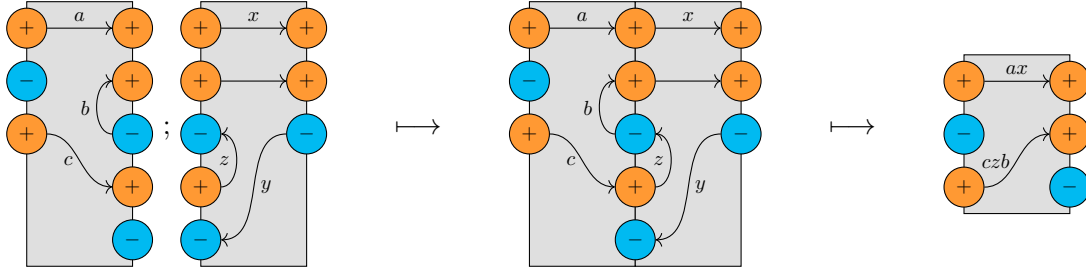 a x a x
+ + + + + + +
ax
− + + + − + + + +
b b
+ − ; − − ⟼ + − − ⟼ − +
c z c z czb
y y
+ + + + −
− − −